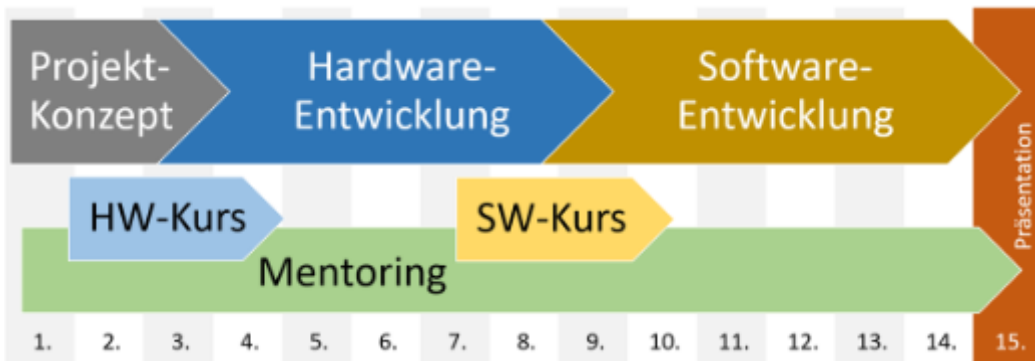 Projekt-
Konzept
Hardware-
Entwicklung
Software-
Entwicklung
Präsentation
HW-Kurs
SW-Kurs
Mentoring
1. 2. 3. 4. 5. 6. 7. 8. 9. 10. 11. 12. 13. 14. 15.